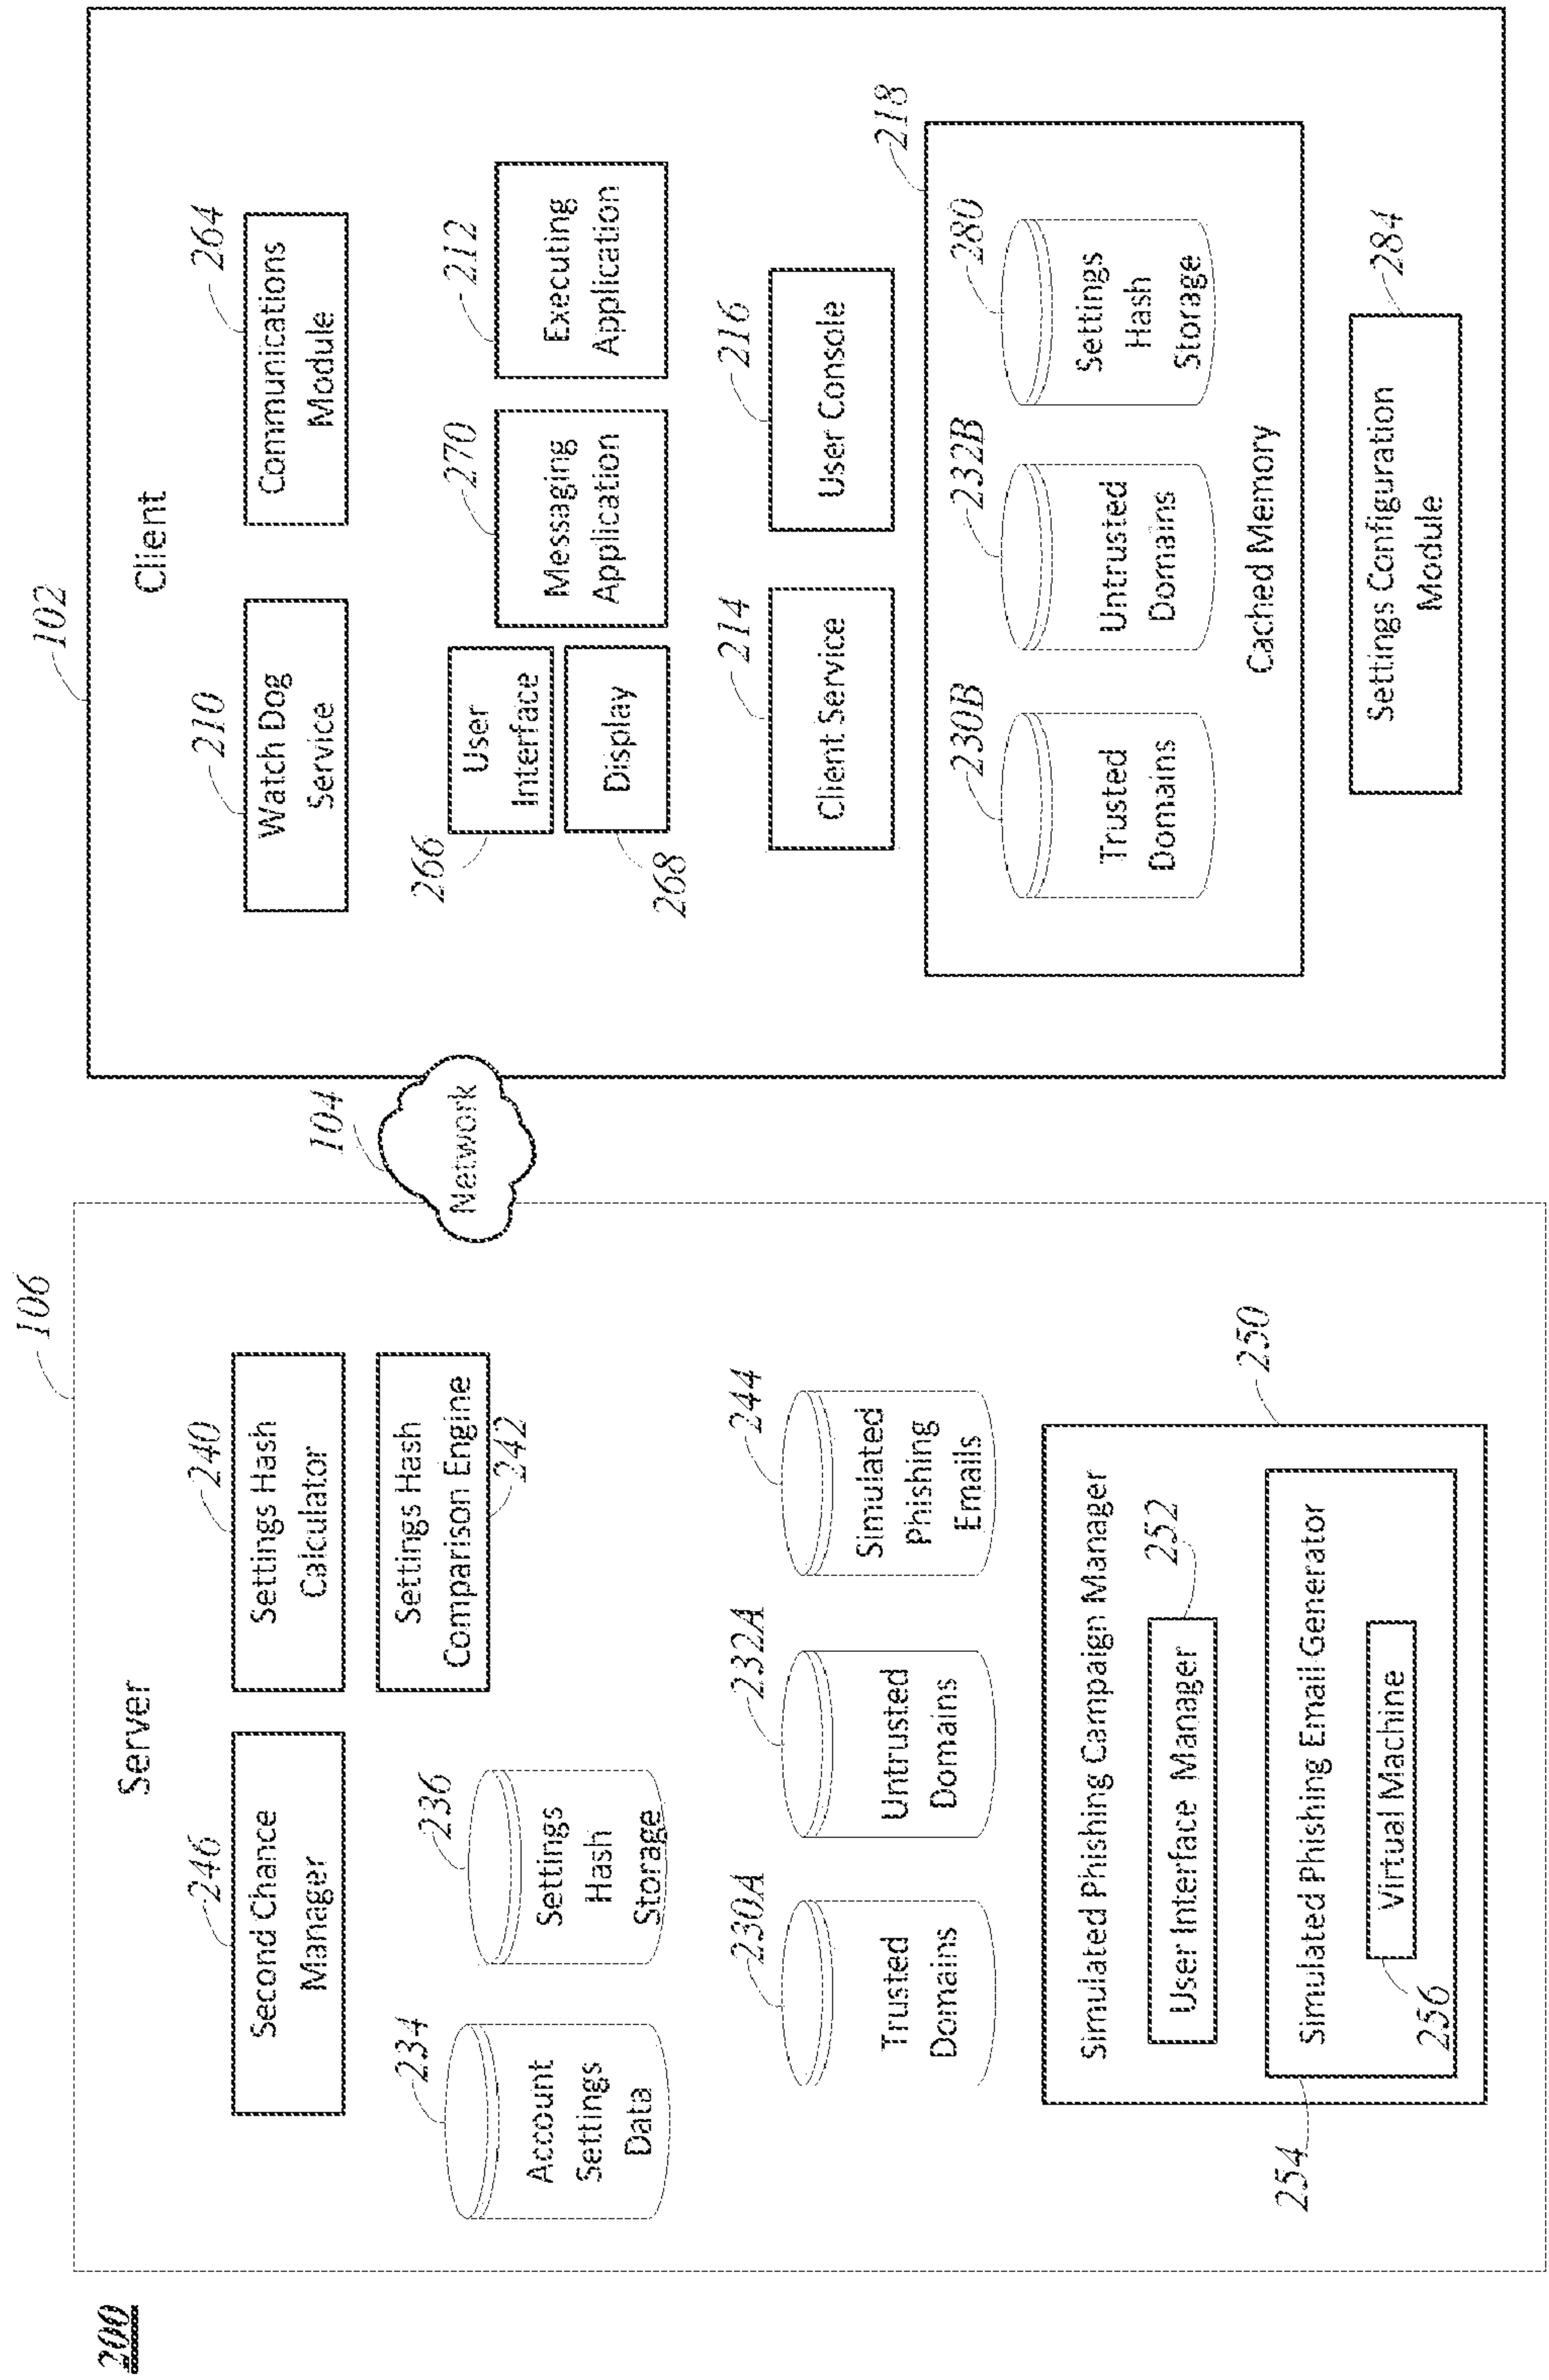 200
106
Server
246
Second Chance
Manager
240
Settings Hash
Calculator
Settings Hash
Comparison Engine
242
234
Account
Settings
Data
236
Settings
Hash
Storage
230A
Trusted
Domains
232A
Untrusted
Domains
244
Simulated
Phishing
Emails
250
Simulated Phishing Campaign Manager
252
User Interface Manager
254
Simulated Phishing Email Generator
Virtual Machine
256
104
Network
102
Client
210
Watch Dog
Service
264
Communications
Module
266
User
Interface
Display
268
270
Messaging
Application
212
Executing
Application
214
Client Service
216
User Console
218
230B
Trusted
Domains
232B
Untrusted
Domains
280
Settings
Hash
Storage
Cached Memory
284
Settings Configuration
Module